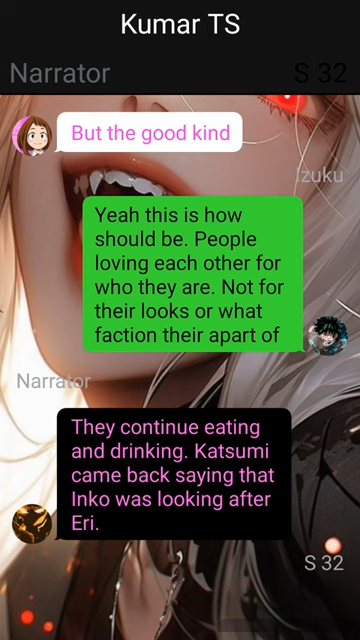 Kumar TS
Narrator
S 32
But the good kind
Izuku
Yeah this is how
should be. People
loving each other for
who they are. Not for
their looks or what
faction their apart of
Narrator
They continue eating
and drinking. Katsumi
came back saying that
Inko was looking after
Eri.
S 32